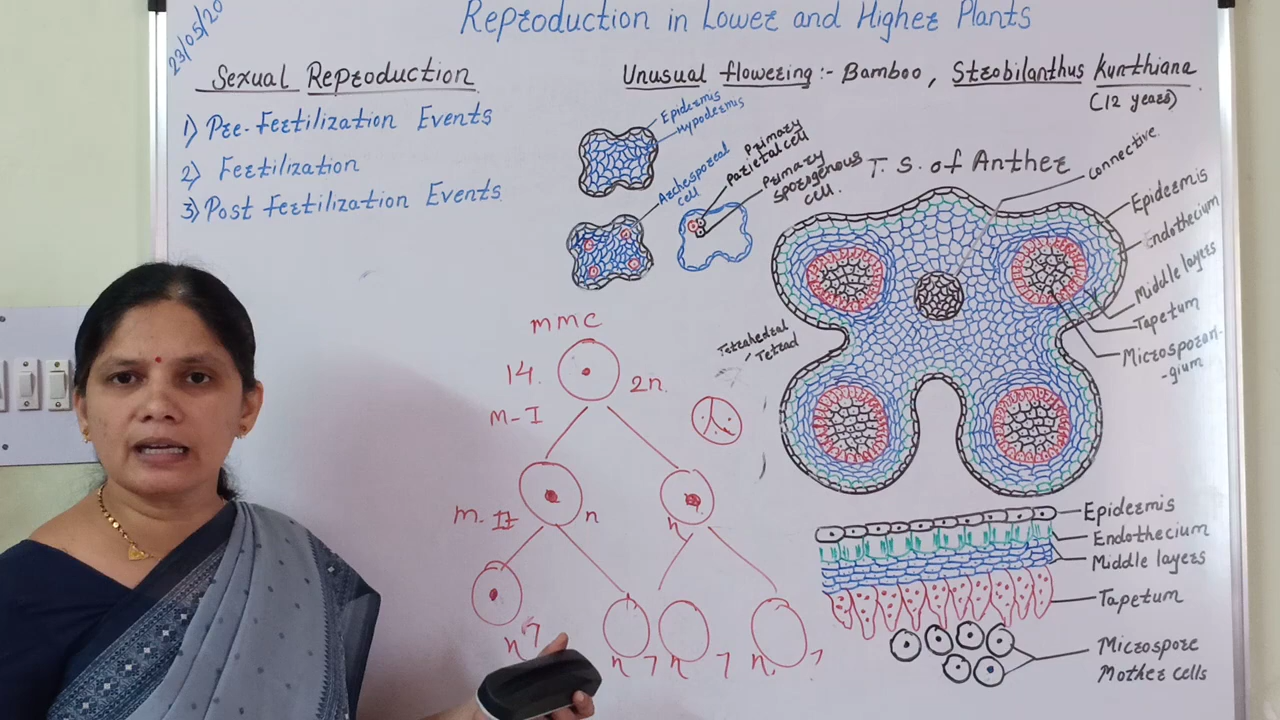 23/05/20
Reproduction in Lower and Higher Plants
Sexual Reproduction
1) Pre-Fertilization Events
2) Fertilization
3) Post Fertilization Events
Unusual flowering :- Bamboo, Strobilanthus Kunthiana
(12 years)
Epidermis
Hypodermis
Archesporeal
cell
Primary
Parietal cell
Primary
Sporogenous
cell.
T. S. of Anther
Connective
Epidermis
Endothecium
Middle layers
Tapetum
Microsporan-
-gium
Tetrahedral
Tetrad
MMC
14. 2n.
M-I
M-II n n
n 7 n 7 n 7 n 7
Epidermis
Endothecium
Middle layers
Tapetum
Microspore
Mother cells